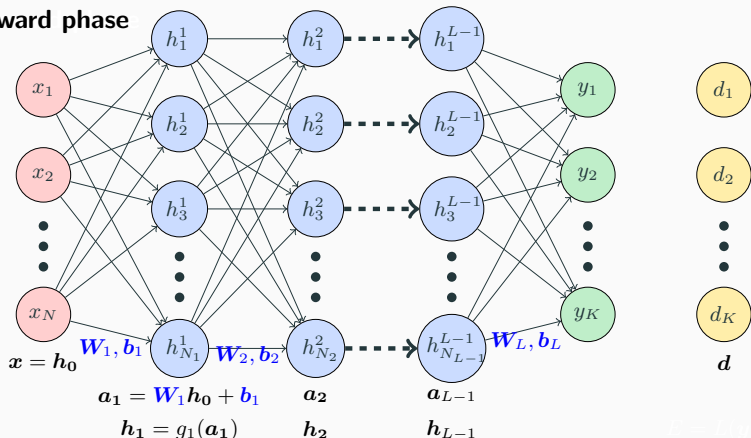 ward phase
h_1^1 h_1^2 h_1^{L-1}
x_1 y_1 d_1
h_2^1 h_2^2 h_2^{L-1}
x_2 y_2 d_2
h_3^1 h_3^2 h_3^{L-1}
x_N y_K d_K
W_1, b_1 h_{N_1}^1 W_2, b_2 h_{N_2}^2 h_{N_{L-1}}^{L-1} W_L, b_L
x = h_0 d
a_1 = W_1 h_0 + b_1 a_2 a_{L-1}
h_1 = g_1(a_1) h_2 h_{L-1}